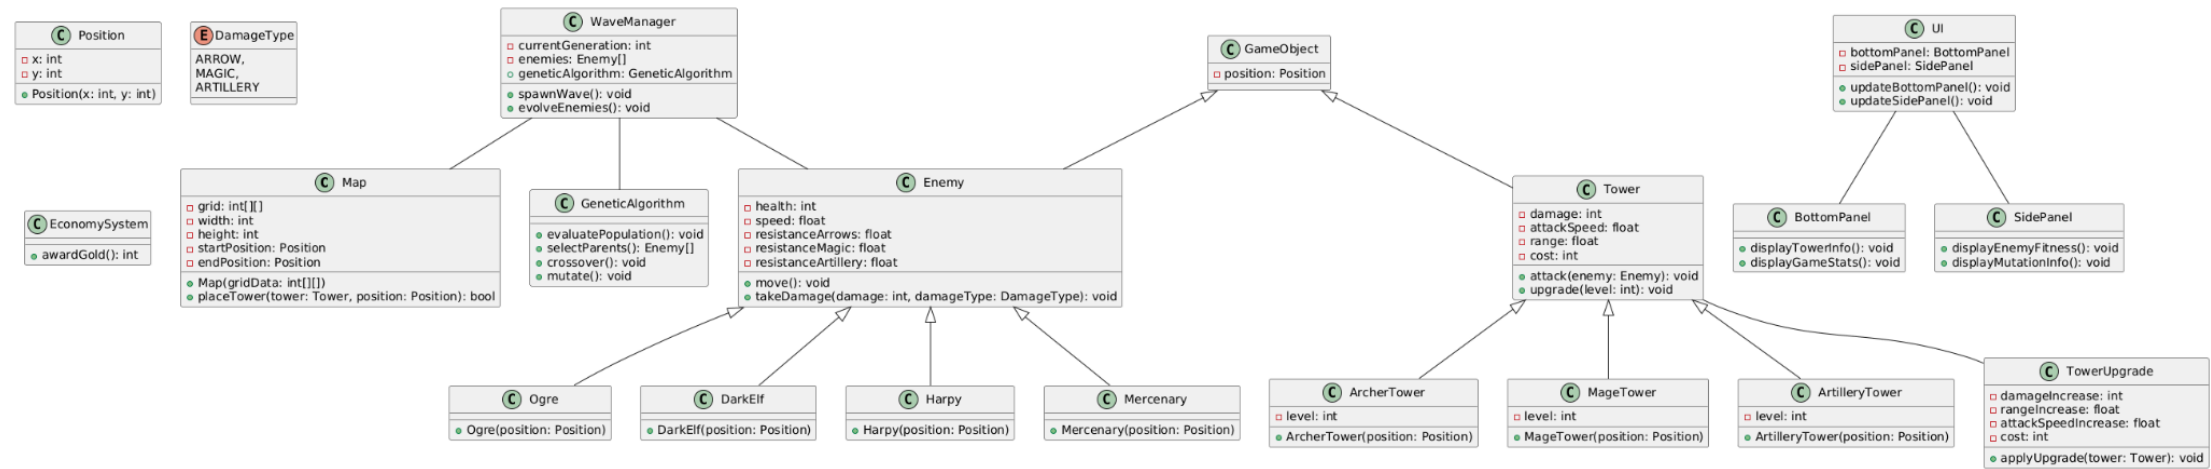 C Position
x: int
y: int
Position(x: int, y: int)
E DamageType
ARROW,
MAGIC,
ARTILLERY
C WaveManager
currentGeneration: int
enemies: Enemy[]
geneticAlgorithm: GeneticAlgorithm
spawnWave(): void
evolveEnemies(): void
C GameObject
position: Position
C UI
bottomPanel: BottomPanel
sidePanel: SidePanel
updateBottomPanel(): void
updateSidePanel(): void
C EconomySystem
awardGold(): int
C Map
grid: int[][]
width: int
height: int
startPosition: Position
endPosition: Position
Map(gridData: int[][])
placeTower(tower: Tower, position: Position): bool
C GeneticAlgorithm
evaluatePopulation(): void
selectParents(): Enemy[]
crossover(): void
mutate(): void
C Enemy
health: int
speed: float
resistanceArrows: float
resistanceMagic: float
resistanceArtillery: float
move(): void
takeDamage(damage: int, damageType: DamageType): void
C Tower
damage: int
attackSpeed: float
range: float
cost: int
attack(enemy: Enemy): void
upgrade(level: int): void
C BottomPanel
displayTowerInfo(): void
displayGameStats(): void
C SidePanel
displayEnemyFitness(): void
displayMutationInfo(): void
C Ogre
Ogre(position: Position)
C DarkElf
DarkElf(position: Position)
C Harpy
Harpy(position: Position)
C Mercenary
Mercenary(position: Position)
C ArcherTower
level: int
ArcherTower(position: Position)
C MageTower
level: int
MageTower(position: Position)
C ArtilleryTower
level: int
ArtilleryTower(position: Position)
C TowerUpgrade
damageIncrease: int
rangeIncrease: float
attackSpeedIncrease: float
cost: int
applyUpgrade(tower: Tower): void